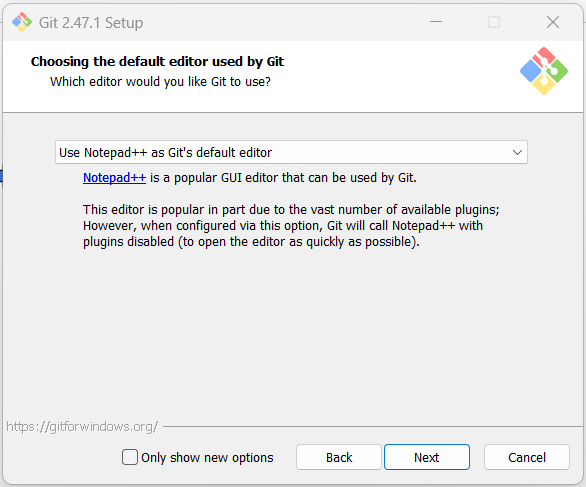 Git 2.47.1 Setup
Choosing the default editor used by Git
Which editor would you like Git to use?
Use Notepad++ as Git's default editor
Notepad++ is a popular GUI editor that can be used by Git.
This editor is popular in part due to the vast number of available plugins;
However, when configured via this option, Git will call Notepad++ with
plugins disabled (to open the editor as quickly as possible).
https://gitforwindows.org/
Only show new options
Back
Next
Cancel